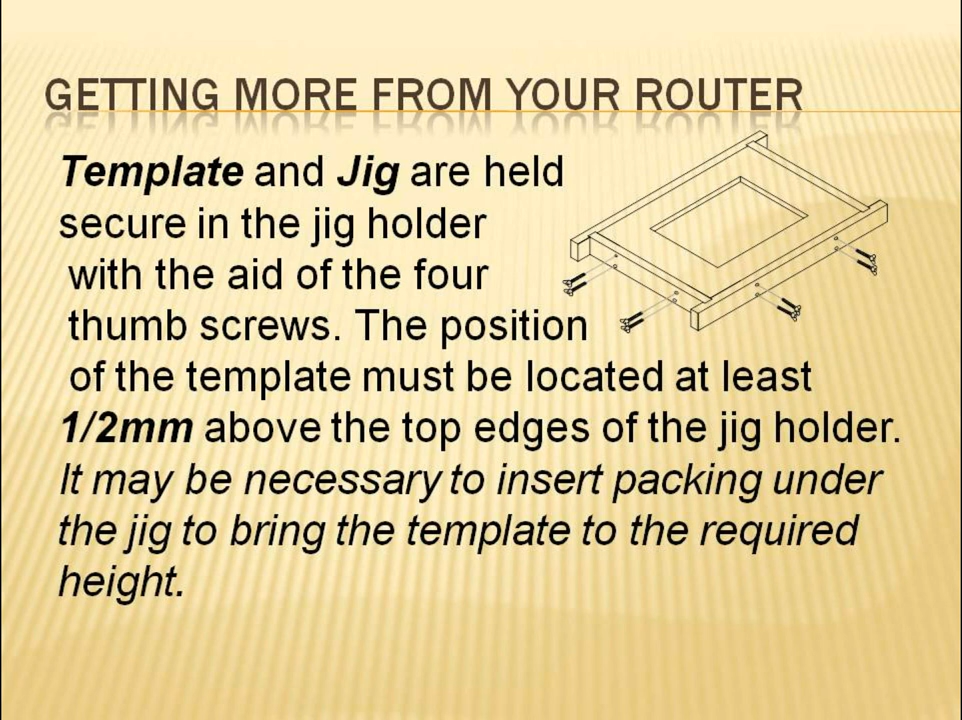 GETTING MORE FROM YOUR ROUTER
Template and Jig are held
secure in the jig holder
with the aid of the four
thumb screws. The position
of the template must be located at least
1/2mm above the top edges of the jig holder.
It may be necessary to insert packing under
the jig to bring the template to the required
height.